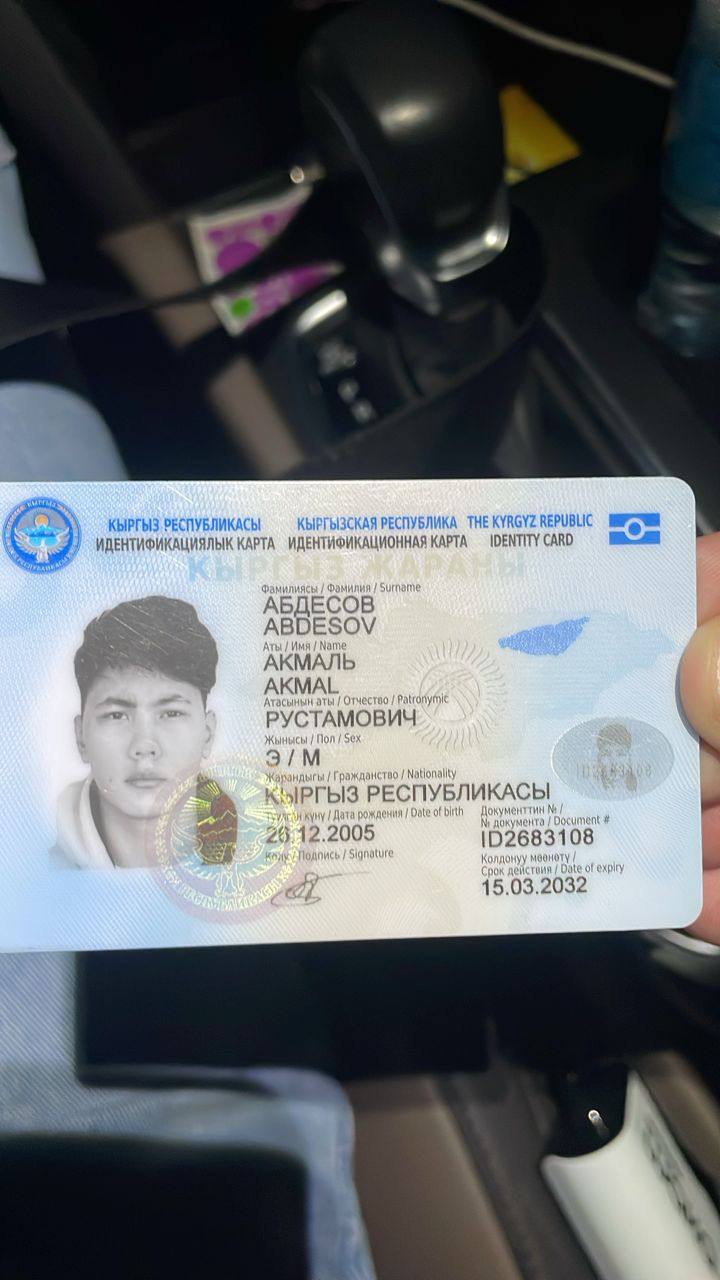 КЫРГЫЗ РЕСПУБЛИКАСЫ КЫРГЫЗСКАЯ РЕСПУБЛИКА THE KYRGYZ REPUBLIC
ИДЕНТИФИКАЦИЯЛЫК КАРТА ИДЕНТИФИКАЦИОННАЯ КАРТА IDENTITY CARD
КЫРГЫЗ ЖАРАНЫ
Фамилиясы / Фамилия / Surname
АБДЕСОВ
ABDESOV
Аты / Имя / Name
АКМАЛЬ
AKMAL
Атасынын аты / Отчество / Patronymic
РУСТАМОВИЧ
Жынысы / Пол / Sex
Э / М
Жарандыгы / Гражданство / Nationality
КЫРГЫЗ РЕСПУБЛИКАСЫ
Туулган күнү / Дата рождения / Date of birth
26.12.2005
Документтин № /
№ документа / Document #
ID2683108
Колу / Подпись / Signature
Колдонуу мөөнөтү /
Срок действия / Date of expiry
15.03.2032